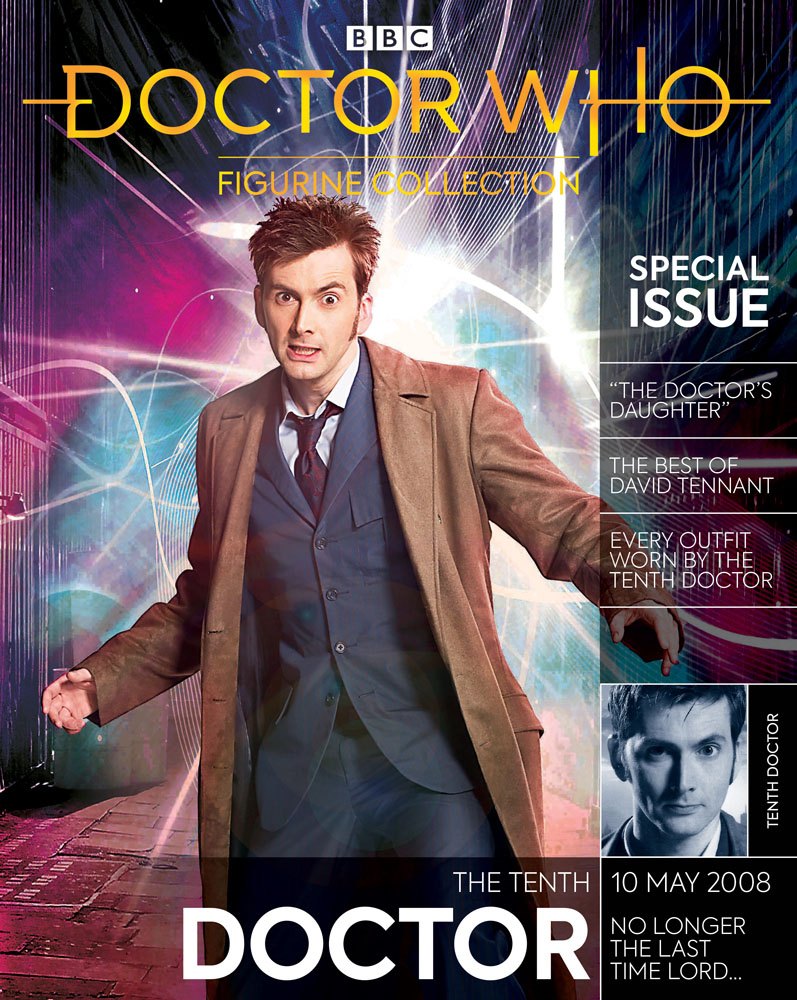 BBC
DOCTOR WHO
FIGURINE COLLECTION
SPECIAL
ISSUE
“THE DOCTOR’S
DAUGHTER”
THE BEST OF
DAVID TENNANT
EVERY OUTFIT
WORN BY THE
TENTH DOCTOR
TENTH DOCTOR
THE TENTH
DOCTOR
10 MAY 2008
NO LONGER
THE LAST
TIME LORD...